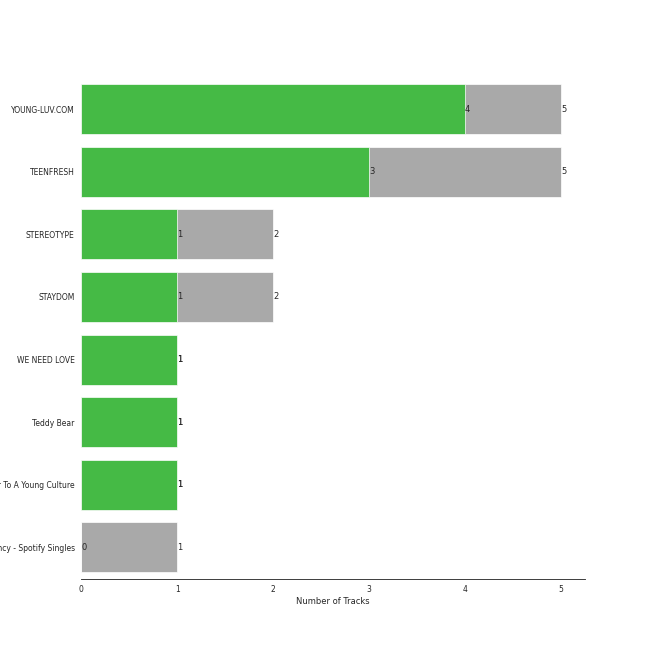 YOUNG-LUV.COM
4
5
TEENFRESH
3
5
STEREOTYPE
1
2
STAYDOM
1
2
WE NEED LOVE
1
Teddy Bear
1
To A Young Culture
1
- Spotify Singles
0
1
0
1
2
3
4
5
Number of Tracks